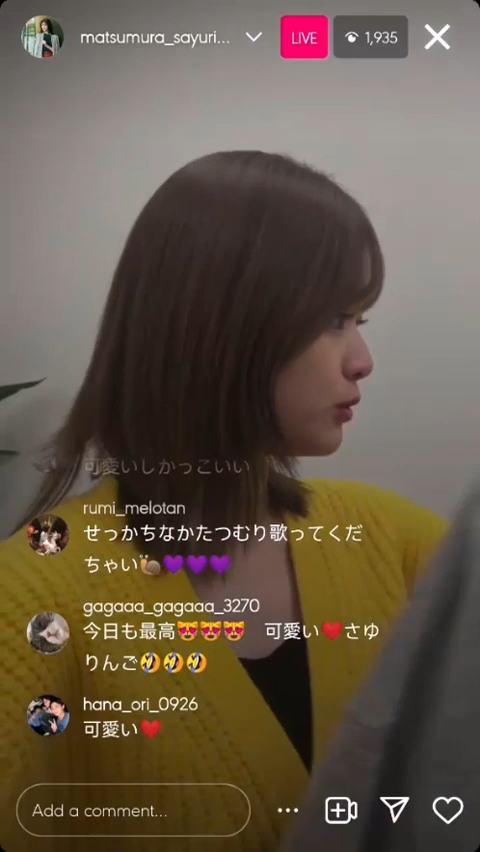 matsumura_sayuri...
LIVE
1,935
可愛いしかっこいい
rumi_melotan
せっかちなかたつむり歌ってくだ
ちゃい🐌💜💜💜
gagaaa_gagaaa_3270
今日も最高😻😻😻 可愛い❤️さゆ
りんご🤣🤣🤣
hana_ori_0926
可愛い❤️
Add a comment...